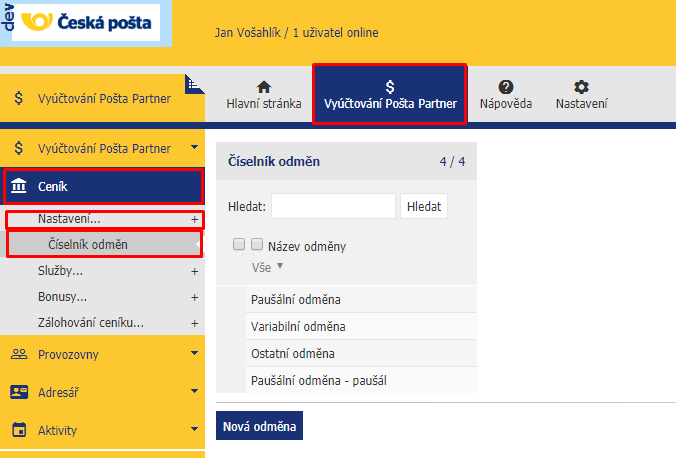 dev
Česká pošta
Jan Vošahlík / 1 uživatel online
Vyúčtování Pošta Partner
Hlavní stránka
Vyúčtování Pošta Partner
Nápověda
Nastavení
Vyúčtování Pošta Partner
Ceník
Nastavení... +
Číselník odměn
Služby... +
Bonusy... +
Zálohování ceníku... +
Provozovny
Adresář
Aktivity
Číselník odměn 4 / 4
Hledat: Hledat
Název odměny
Vše
Paušální odměna
Variabilní odměna
Ostatní odměna
Paušální odměna - paušál
Nová odměna